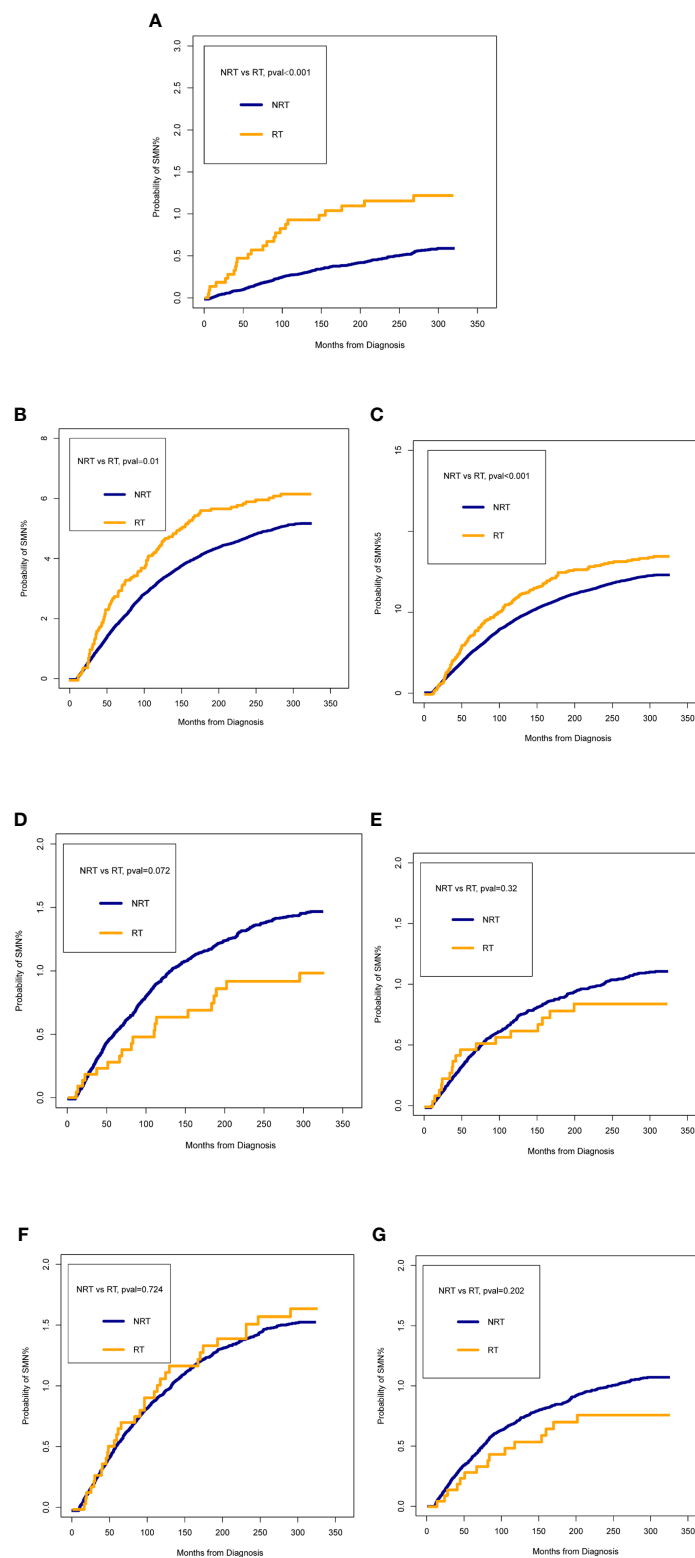 A
NRT vs RT, pval<0.001
NRT
RT
Probability of SMN%
3.0
2.5
2.0
1.5
1.0
0.5
0.0
0 50 100 150 200 250 300 350
Months from Diagnosis
B
NRT vs RT, pval=0.01
NRT
RT
Probability of SMN%
8
6
4
2
0
0 50 100 150 200 250 300 350
Months from Diagnosis
C
NRT vs RT, pval<0.001
NRT
RT
Probability of SMN%5
15
10
0
0 50 100 150 200 250 300 350
Months from Diagnosis
D
NRT vs RT, pval=0.072
NRT
RT
Probability of SMN%
2.0
1.5
1.0
0.5
0.0
0 50 100 150 200 250 300 350
Months from Diagnosis
E
NRT vs RT, pval=0.32
NRT
RT
Probability of SMN%
2.0
1.5
1.0
0.5
0.0
0 50 100 150 200 250 300 350
Months from Diagnosis
F
NRT vs RT, pval=0.724
NRT
RT
Probability of SMN%
2.0
1.5
1.0
0.5
0.0
0 50 100 150 200 250 300 350
Months from Diagnosis
G
NRT vs RT, pval=0.202
NRT
RT
Probability of SMN%
2.0
1.5
1.0
0.5
0.0
0 50 100 150 200 250 300 350
Months from Diagnosis